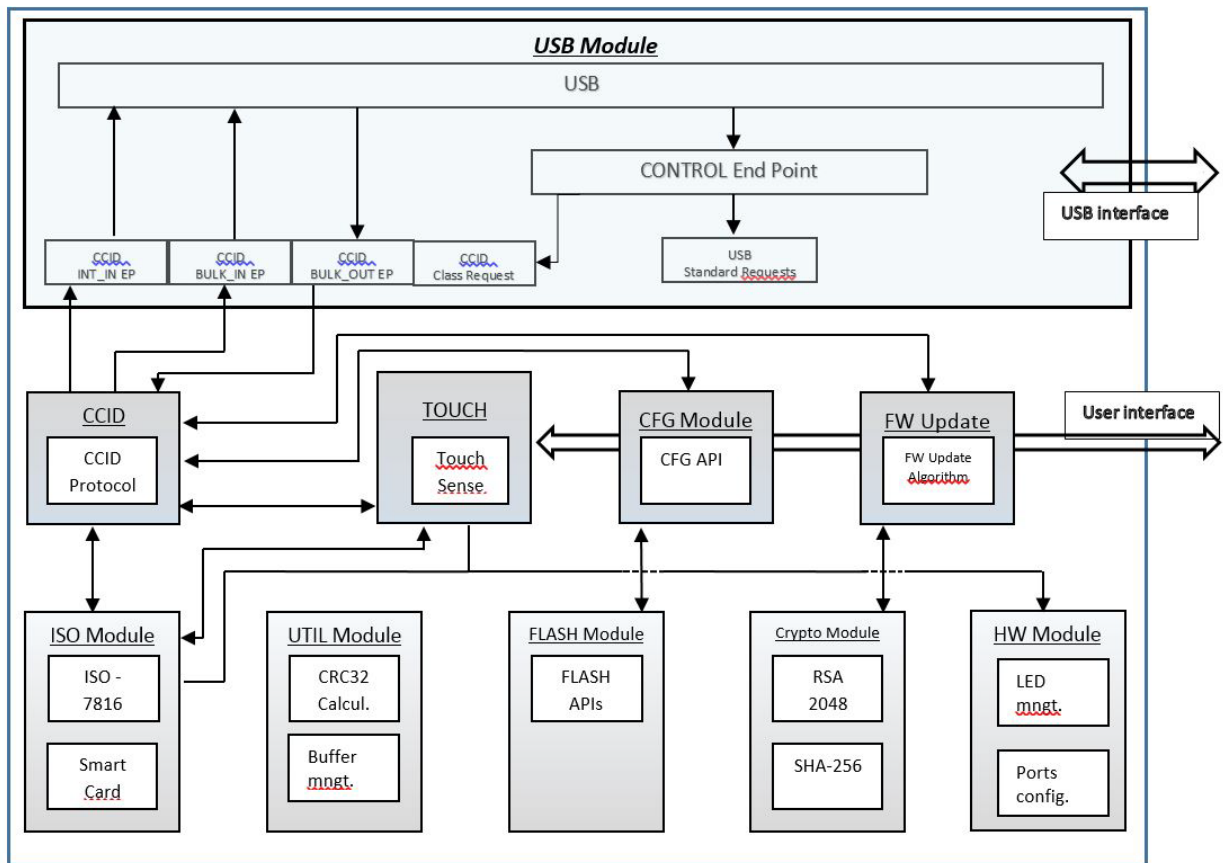 USB Module
USB
CONTROL End Point
USB interface
CCID
INT_IN EP
CCID
BULK_IN EP
CCID
BULK_OUT EP
CCID
Class Request
USB
Standard Requests
CCID
CCID
Protocol
TOUCH
Touch
Sense
CFG Module
CFG API
FW Update
FW Update
Algorithm
User interface
ISO Module
ISO -
7816
Smart
Card
UTIL Module
CRC32
Calcul.
Buffer
mngt.
FLASH Module
FLASH
APIs
Crypto Module
RSA
2048
SHA-256
HW Module
LED
mngt.
Ports
config.